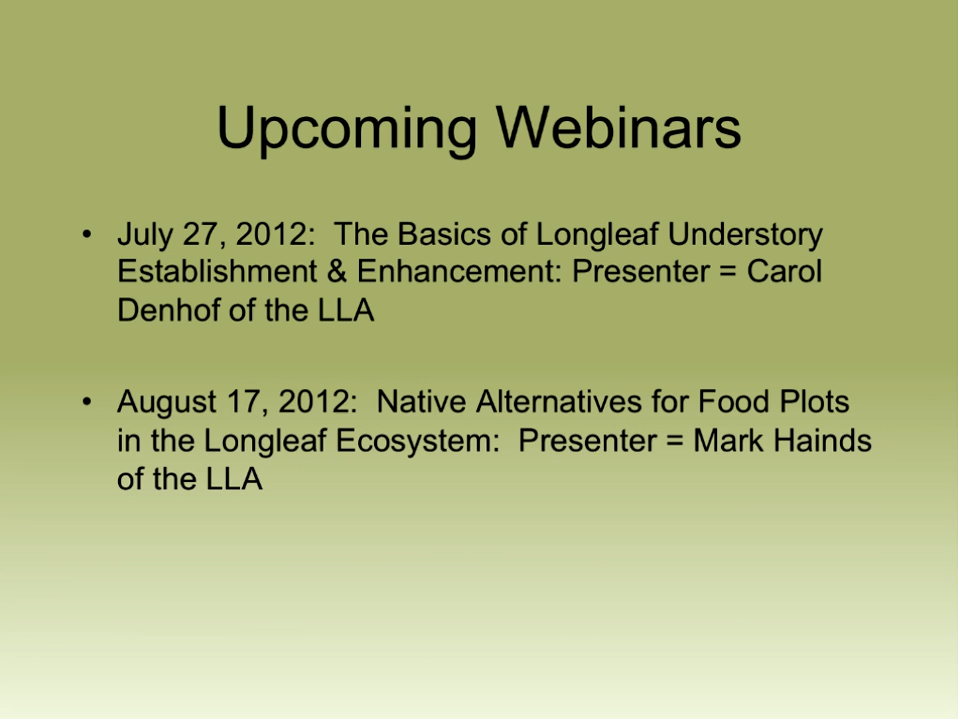 Upcoming Webinars
• July 27, 2012:  The Basics of Longleaf Understory
Establishment & Enhancement: Presenter = Carol
Denhof of the LLA
• August 17, 2012:  Native Alternatives for Food Plots
in the Longleaf Ecosystem:  Presenter = Mark Hainds
of the LLA